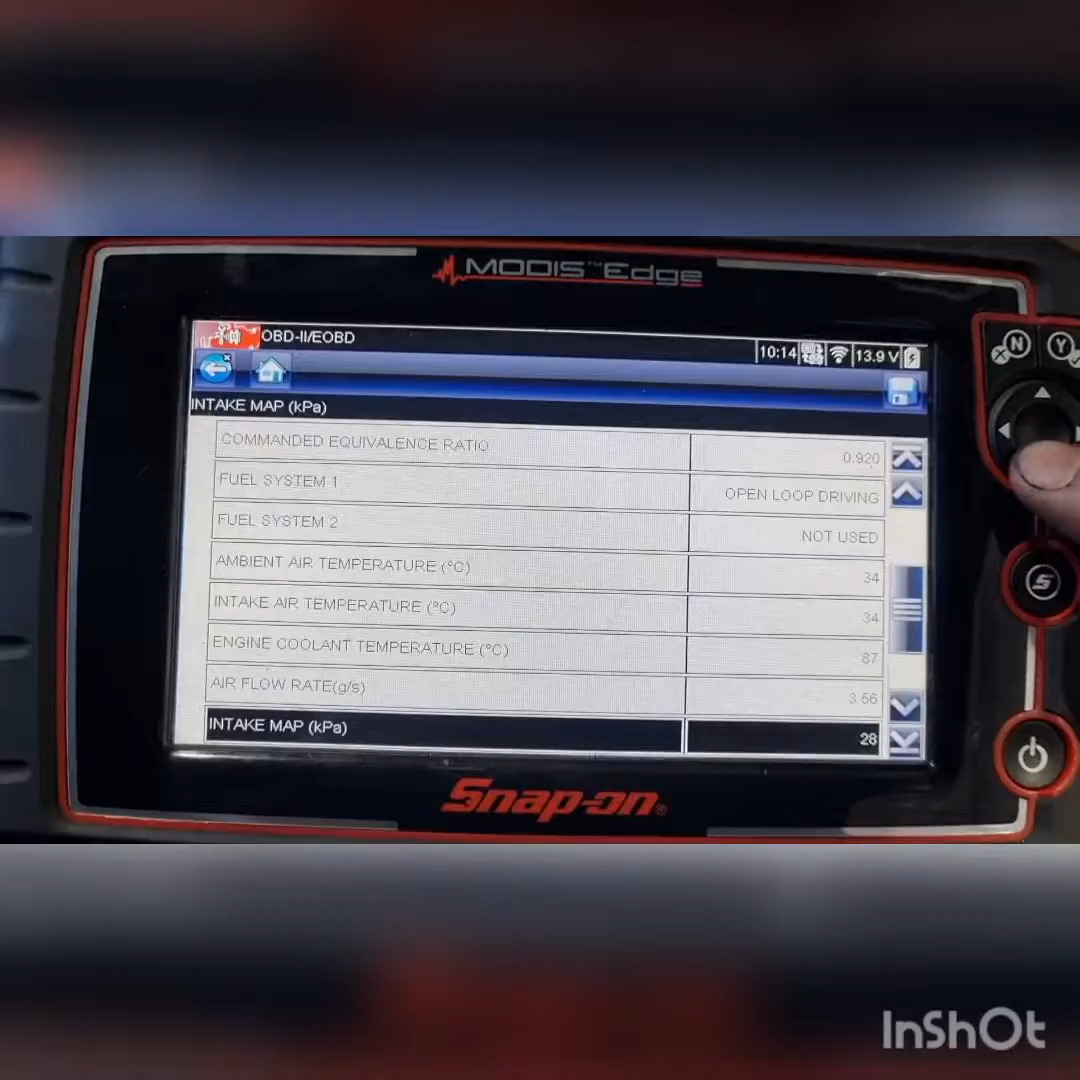 MODIS™Edge
OBD-II/EOBD
10:14 13.9 V
INTAKE MAP (kPa)
COMMANDED EQUIVALENCE RATIO 0.920
FUEL SYSTEM 1 OPEN LOOP DRIVING
FUEL SYSTEM 2 NOT USED
AMBIENT AIR TEMPERATURE (°C) 34
INTAKE AIR TEMPERATURE (°C) 34
ENGINE COOLANT TEMPERATURE (°C) 87
AIR FLOW RATE(g/s) 3.56
INTAKE MAP (kPa) 28
Snap-on®
N X
Y
S
InShOt